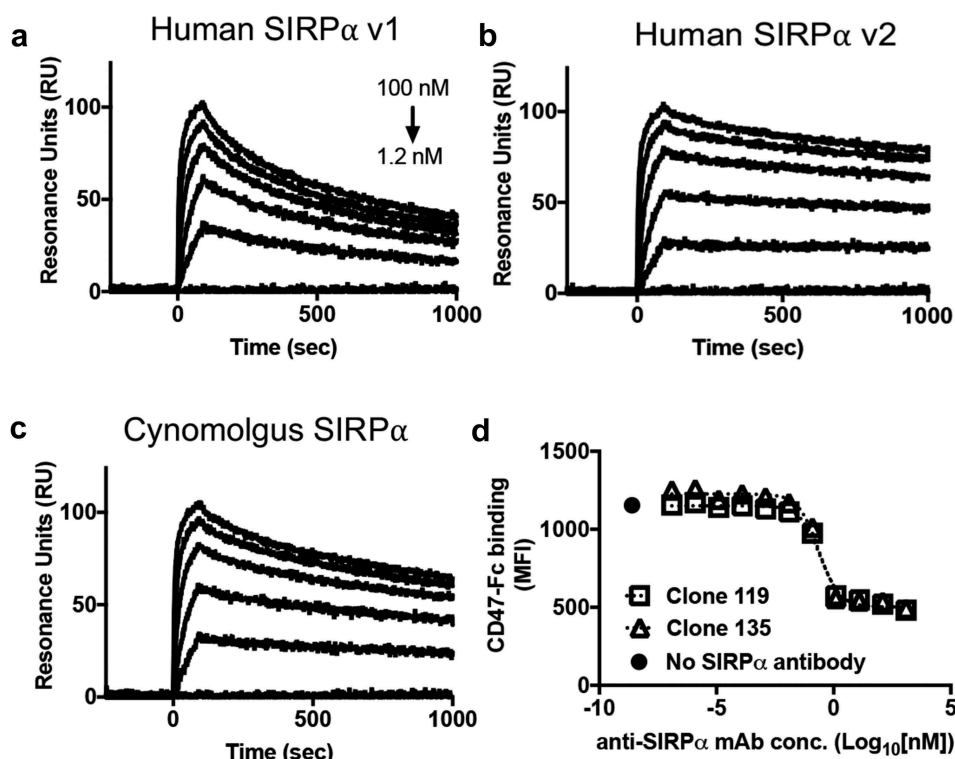 a
Human SIRPα v1
Resonance Units (RU)
100
50
0
100 nM
1.2 nM
0
500
1000
Time (sec)
b
Human SIRPα v2
Resonance Units (RU)
100
50
0
0
500
1000
Time (sec)
c
Cynomolgus SIRPα
Resonance Units (RU)
100
50
0
0
500
1000
Time (sec)
d
CD47-Fc binding
(MFI)
1500
1000
500
0
Clone 119
Clone 135
No SIRPα antibody
-10
-5
0
5
anti-SIRPα mAb conc. (Log₁₀[nM])